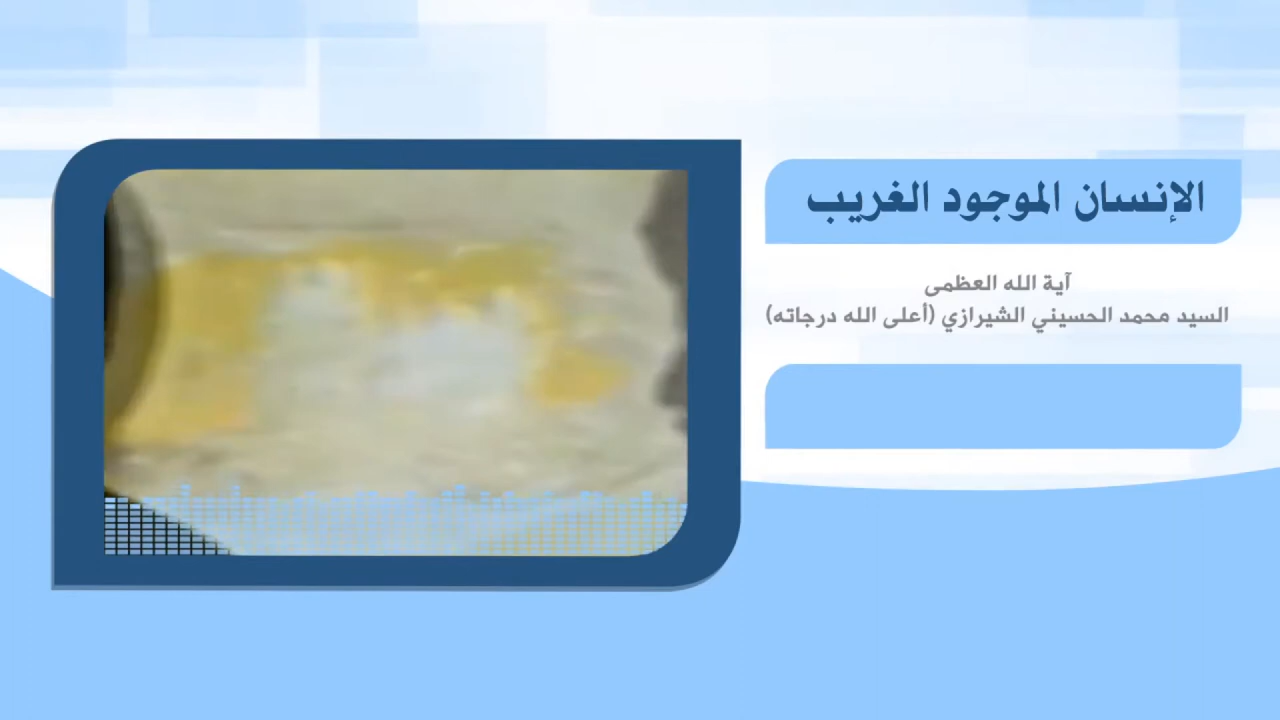 الإنسان الموجود الغريب
آية الله العظمى
السيد محمد الحسيني الشيرازي (أعلى الله درجاته)